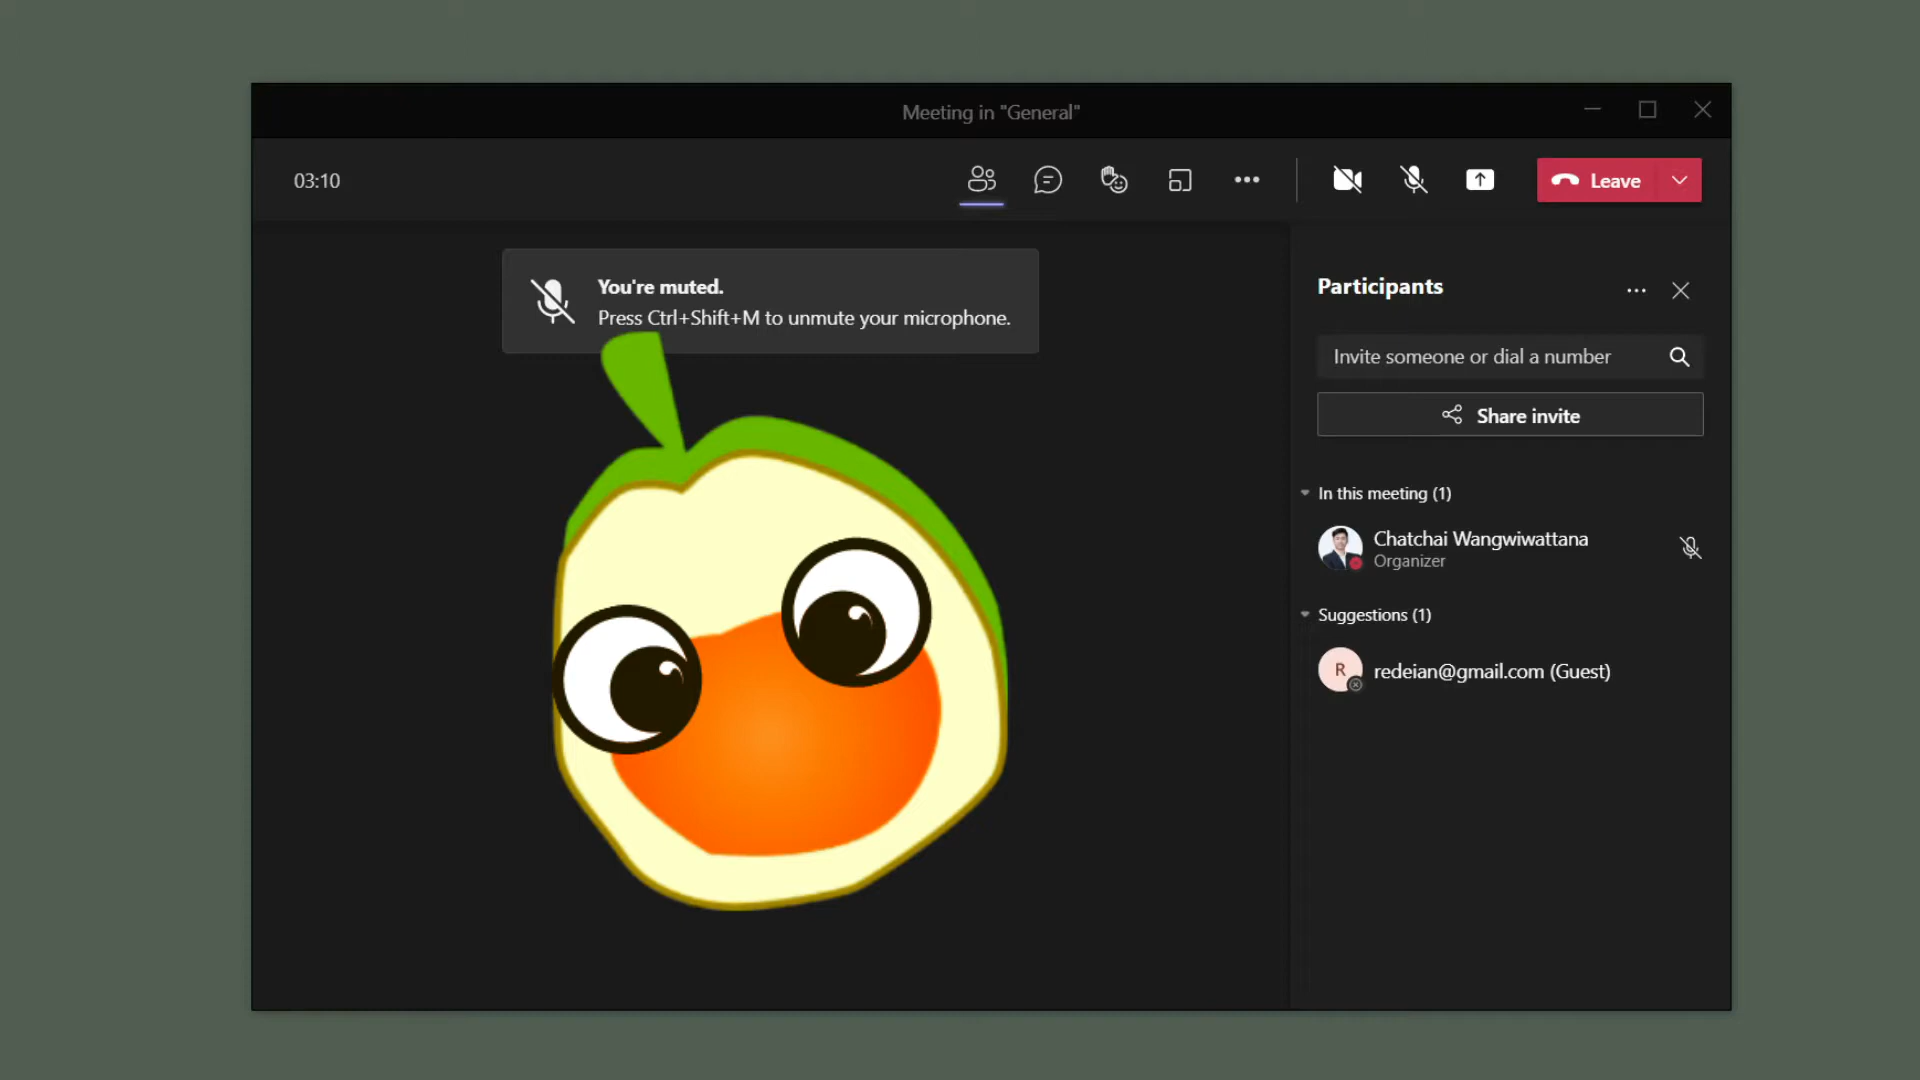 Meeting in "General"
03:10
Leave
You're muted.
Press Ctrl+Shift+M to unmute your microphone.
Participants
Invite someone or dial a number
Share invite
In this meeting (1)
Chatchai Wangwiwattana
Organizer
Suggestions (1)
R
redeian@gmail.com (Guest)